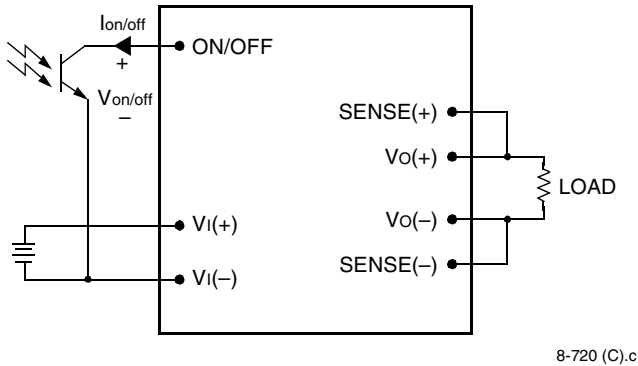 Ion/off
+
ON/OFF
Von/off
–
SENSE(+)
VO(+)
LOAD
VO(–)
VI(+)
SENSE(–)
VI(–)
8-720 (C).c